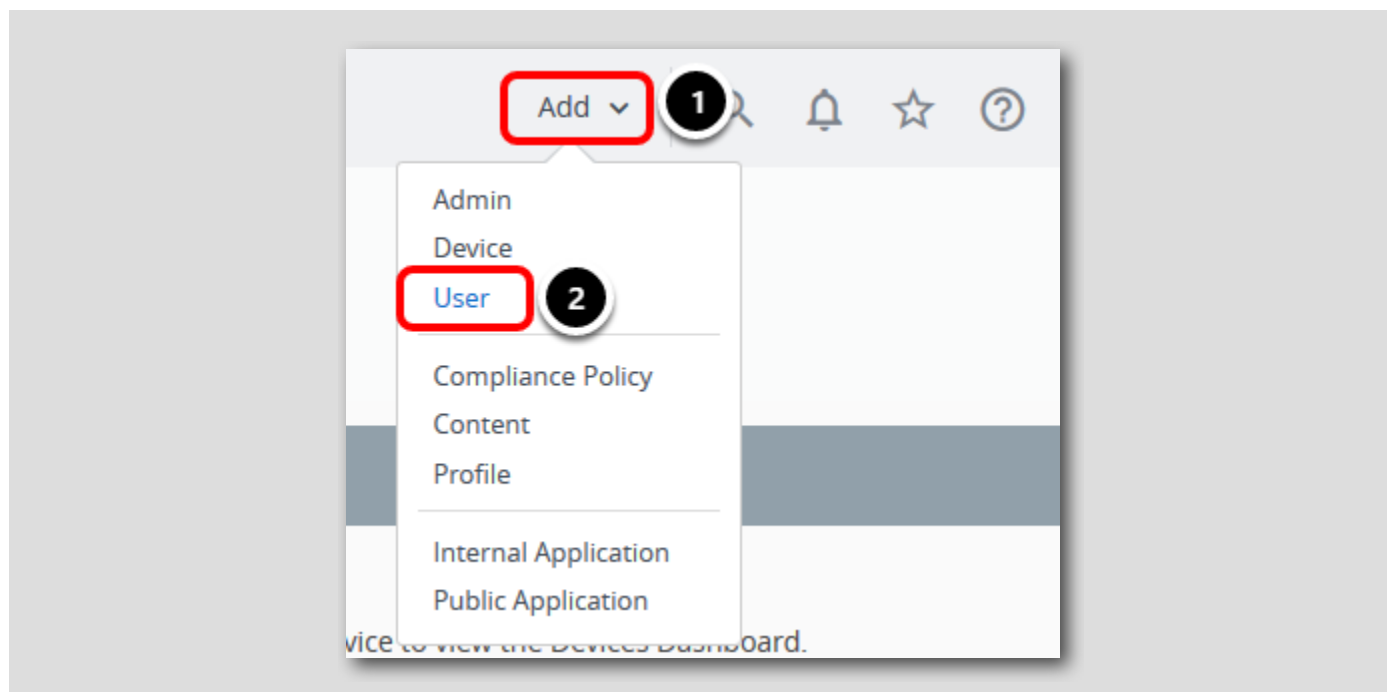 Add
1
Admin
Device
User
2
Compliance Policy
Content
Profile
Internal Application
Public Application
vice to view the Devices Dashboard.